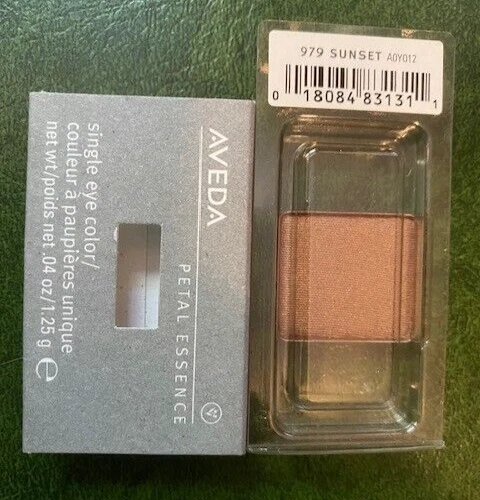 979 SUNSET A0Y012
0 18084 83131 1
AVEDA
PETAL ESSENCE
single eye color/
couleur à paupières unique
net wt/poids net .04 oz/1.25 g e